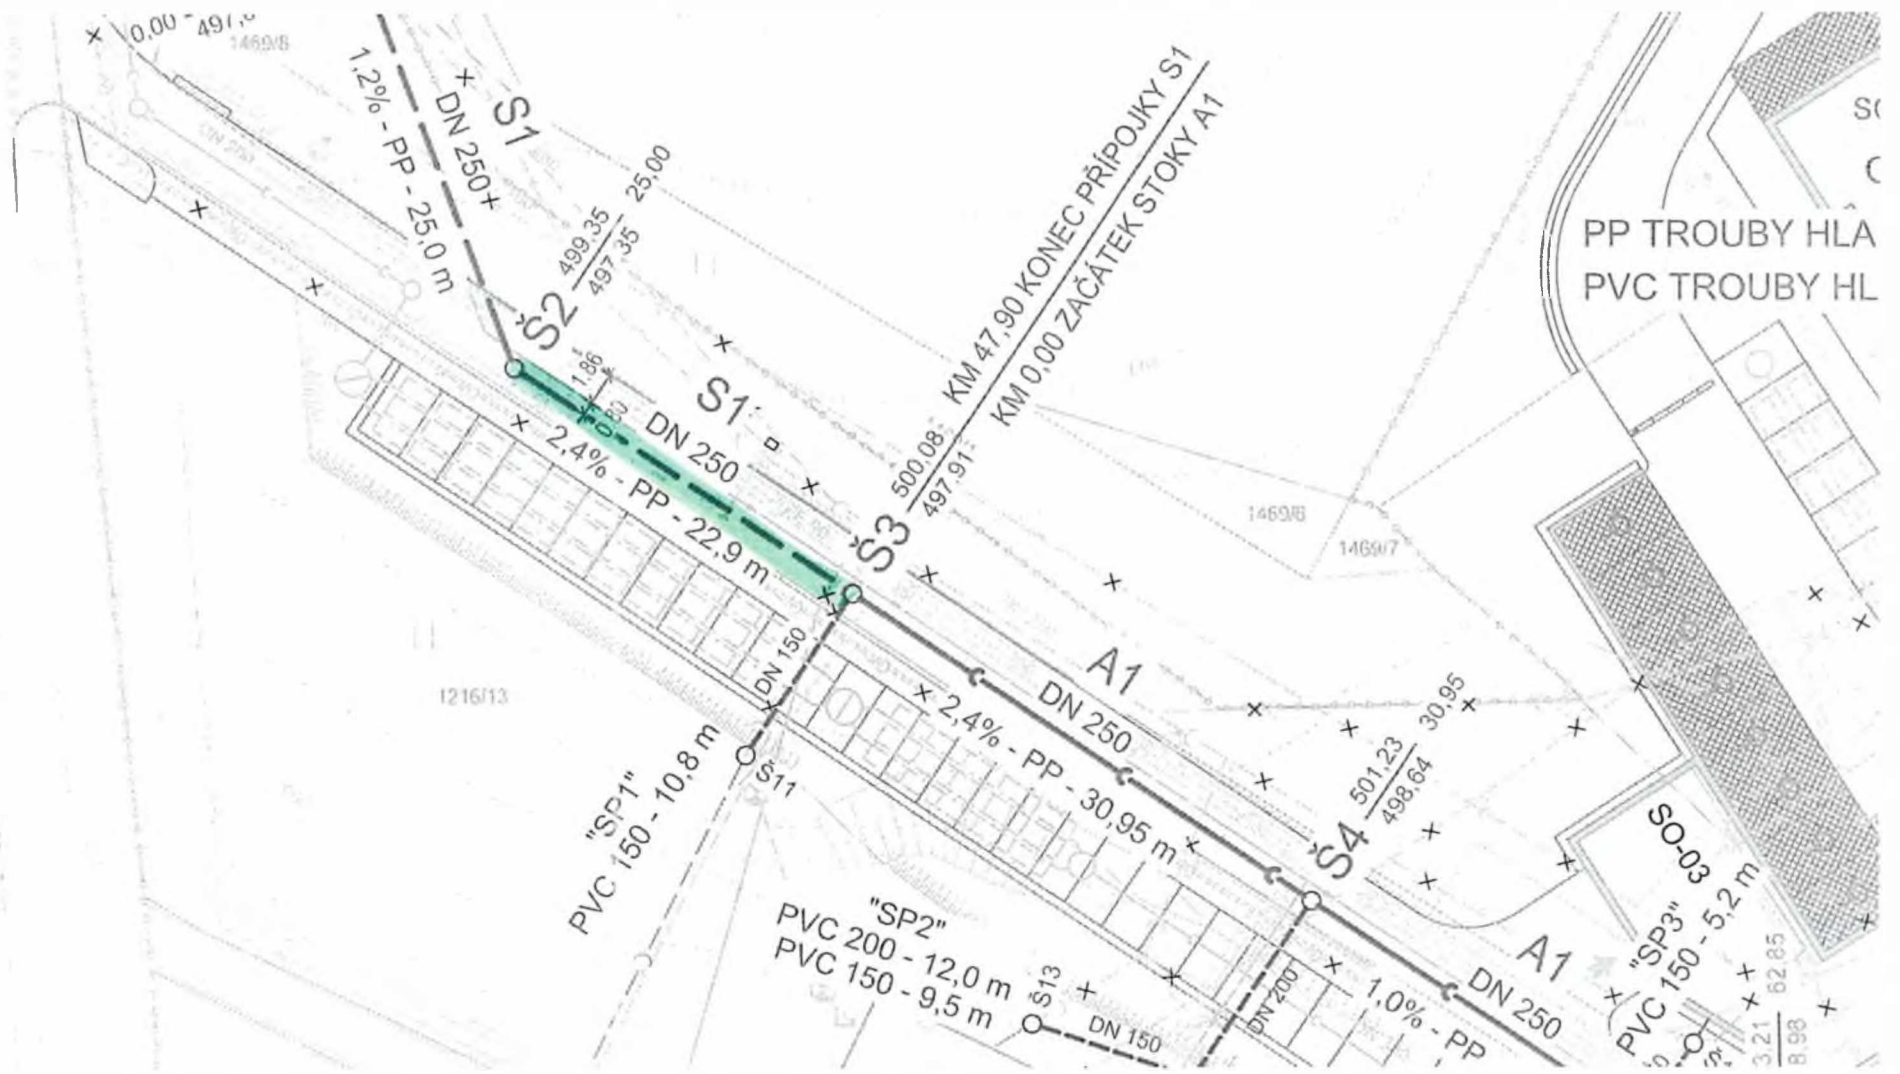 0,00 -
1469/8
1,2% - PP - 25,0 m
DN 250
S1
Š2
499,35
497,35
25,00
1.86
0.80
S1
DN 250
2,4% - PP - 22,9 m
KM 47,90 KONEC PŘÍPOJKY S1
KM 0,00 ZAČÁTEK STOKY A1
500,08
497,91
Š3
PP TROUBY HLA
PVC TROUBY HL
1469/6
1469/7
1216/13
DN 150
"SP1"
PVC 150 - 10,8 m
Š11
A1
DN 250
2,4% - PP - 30,95 m
Š4
501,23
498,64
30,95
"SP2"
PVC 200 - 12,0 m
PVC 150 - 9,5 m
Š13
DN 150
DN 200
A1
DN 250
1,0% - PP
SO-03
"SP3"
PVC 150 - 5,2 m
62.85
3.21
8.98